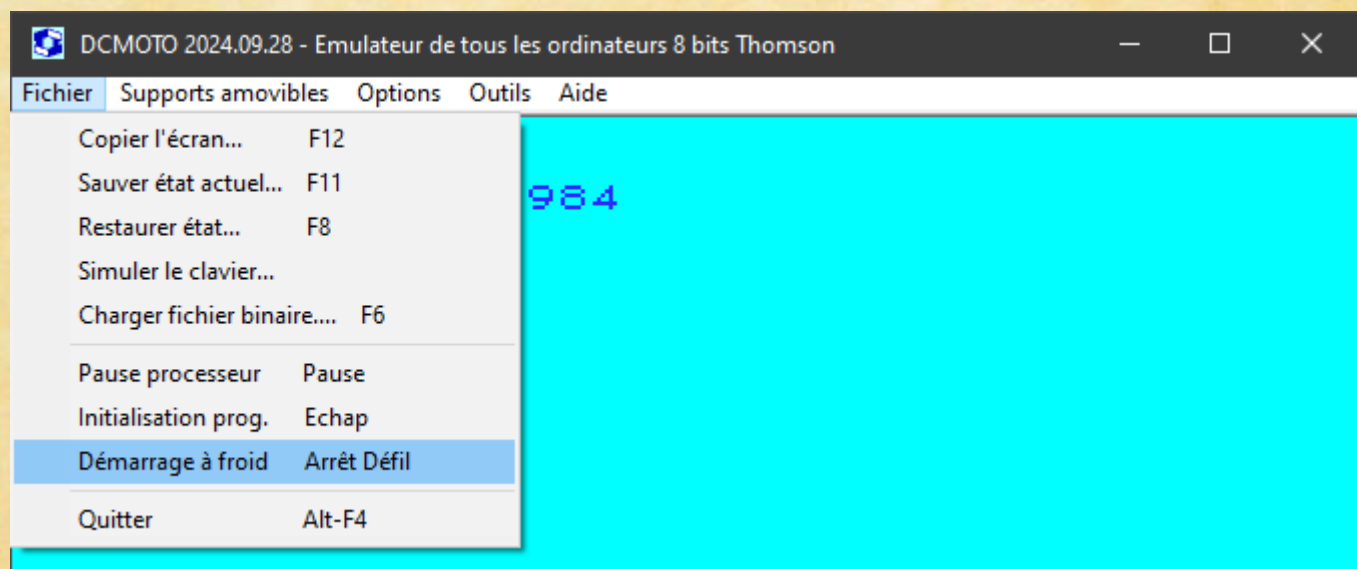 DCMOTO 2024.09.28 - Emulateur de tous les ordinateurs 8 bits Thomson
Fichier Supports amovibles Options Outils Aide
Copier l'écran... F12
Sauver état actuel... F11
984
Restaurer état... F8
Simuler le clavier...
Charger fichier binaire.... F6
Pause processeur Pause
Initialisation prog. Echap
Démarrage à froid Arrêt Défil
Quitter Alt-F4